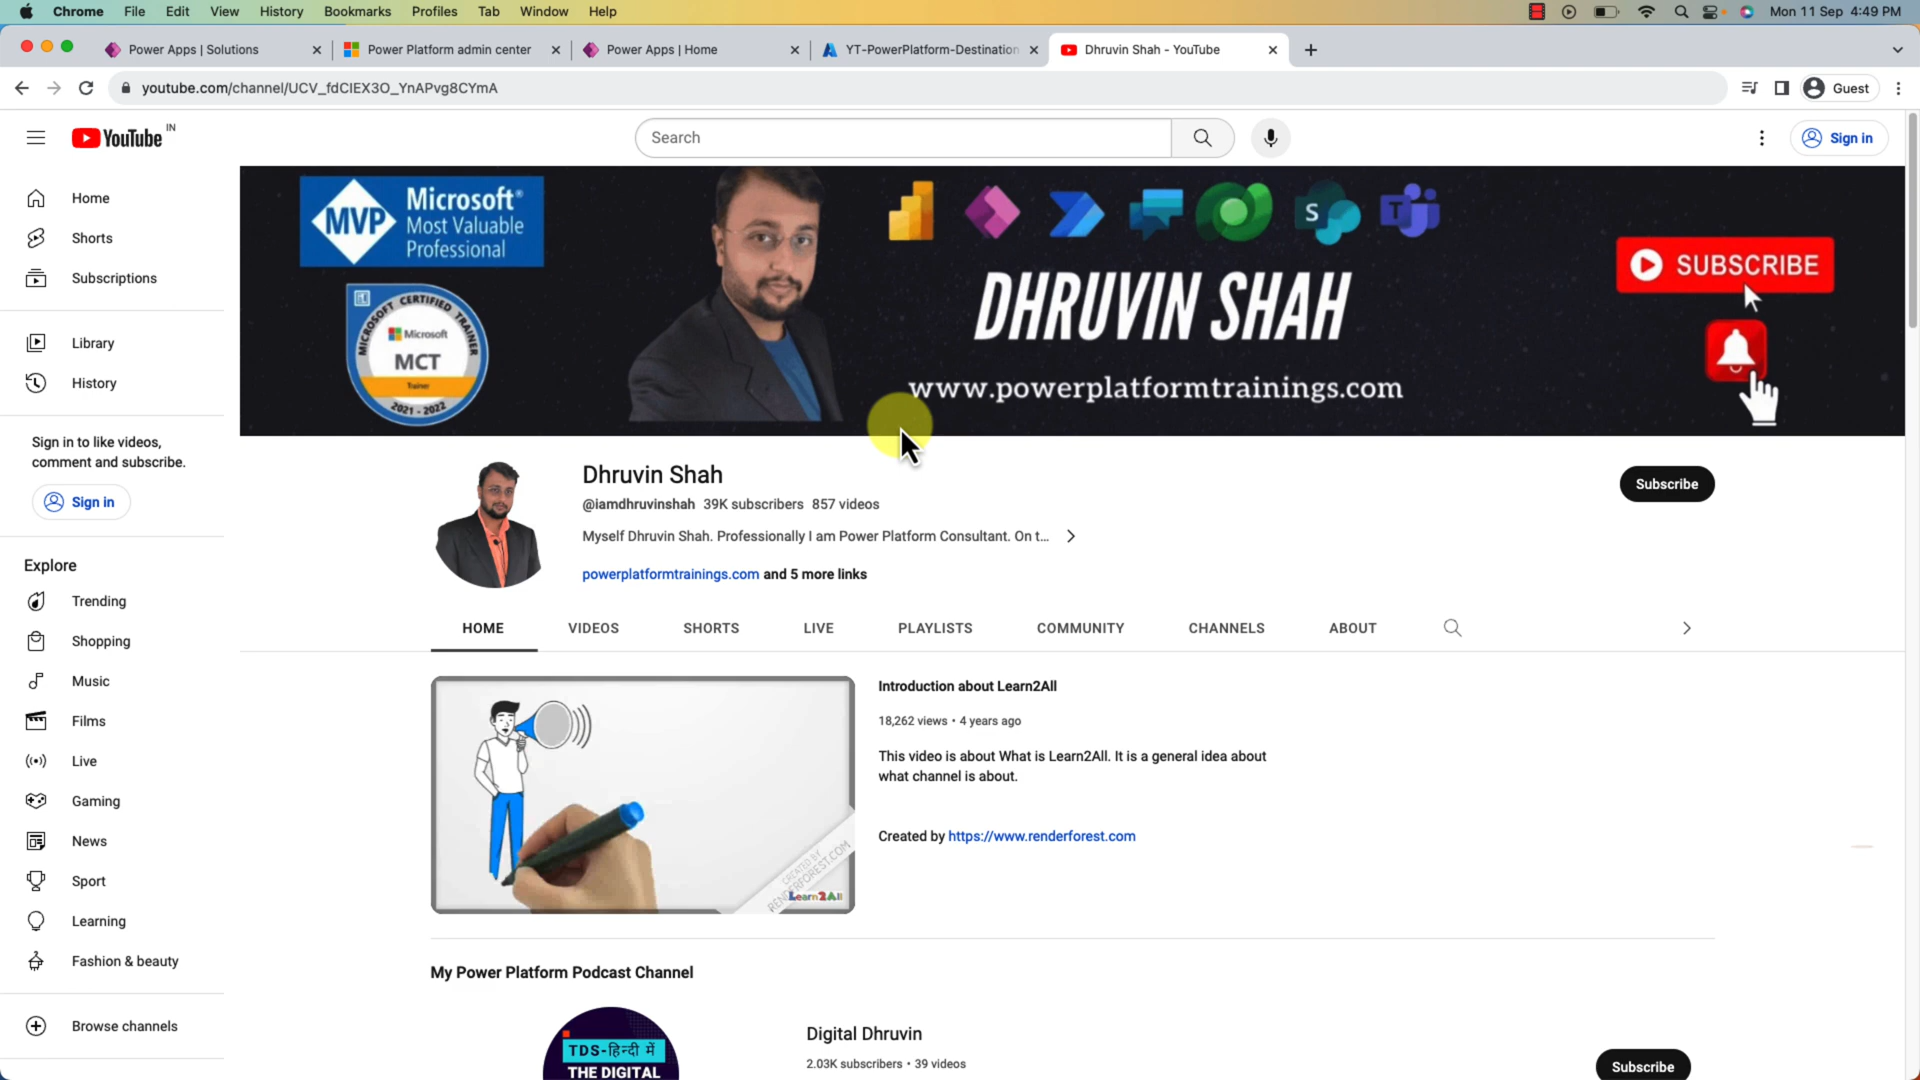 Chrome File Edit View History Bookmarks Profiles Tab Window Help Mon 11 Sep 4:49 PM
Power Apps | Solutions Power Platform admin center Power Apps | Home YT-PowerPlatform-Destination Dhruvin Shah - YouTube
youtube.com/channel/UCV_fdCIEX3O_YnAPvg8CYmA Guest
YouTube IN Search Sign in
Home
Shorts
Subscriptions
Library
History
Sign in to like videos,
comment and subscribe.
Sign in
Explore
Trending
Shopping
Music
Films
Live
Gaming
News
Sport
Learning
Fashion & beauty
Browse channels
MVP Microsoft®
Most Valuable
Professional
MICROSOFT CERTIFIED TRAINER
Microsoft
MCT
Trainer
2021 - 2022
S T
DHRUVIN SHAH
www.powerplatformtrainings.com
SUBSCRIBE
Dhruvin Shah
@iamdhruvinshah 39K subscribers 857 videos
Myself Dhruvin Shah. Professionally I am Power Platform Consultant. On t...
powerplatformtrainings.com and 5 more links
Subscribe
HOME VIDEOS SHORTS LIVE PLAYLISTS COMMUNITY CHANNELS ABOUT
CREATED BY
RENDERFOREST.COM
Learn2All
Introduction about Learn2All
18,262 views • 4 years ago
This video is about What is Learn2All. It is a general idea about
what channel is about.
Created by https://www.renderforest.com
My Power Platform Podcast Channel
TDS-हिन्दी में
THE DIGITAL
Digital Dhruvin
2.03K subscribers • 39 videos
Subscribe